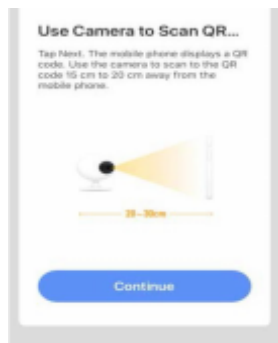 Use Camera to Scan QR...
Tap Next. The mobile phone displays a QR
code. Use the camera to scan to the QR
code 15 cm to 20 cm away from the
mobile phone.
20-30cm
Continue